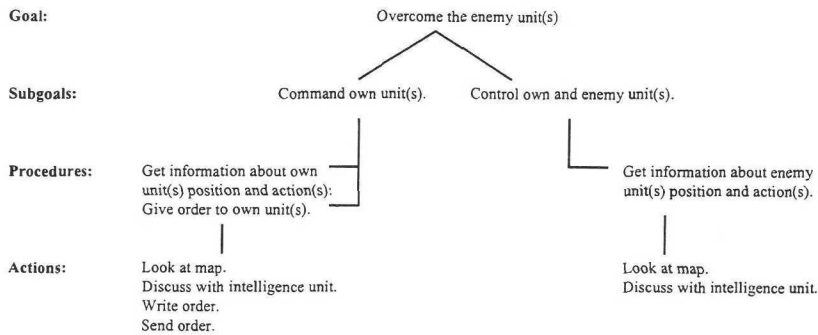 Goal: Overcome the enemy unit(s)
Subgoals: Command own unit(s). Control own and enemy unit(s).
Procedures: Get information about own Get information about enemy
unit(s) position and action(s): unit(s) position and action(s).
Give order to own unit(s).
Actions: Look at map. Look at map.
Discuss with intelligence unit. Discuss with intelligence unit.
Write order.
Send order.